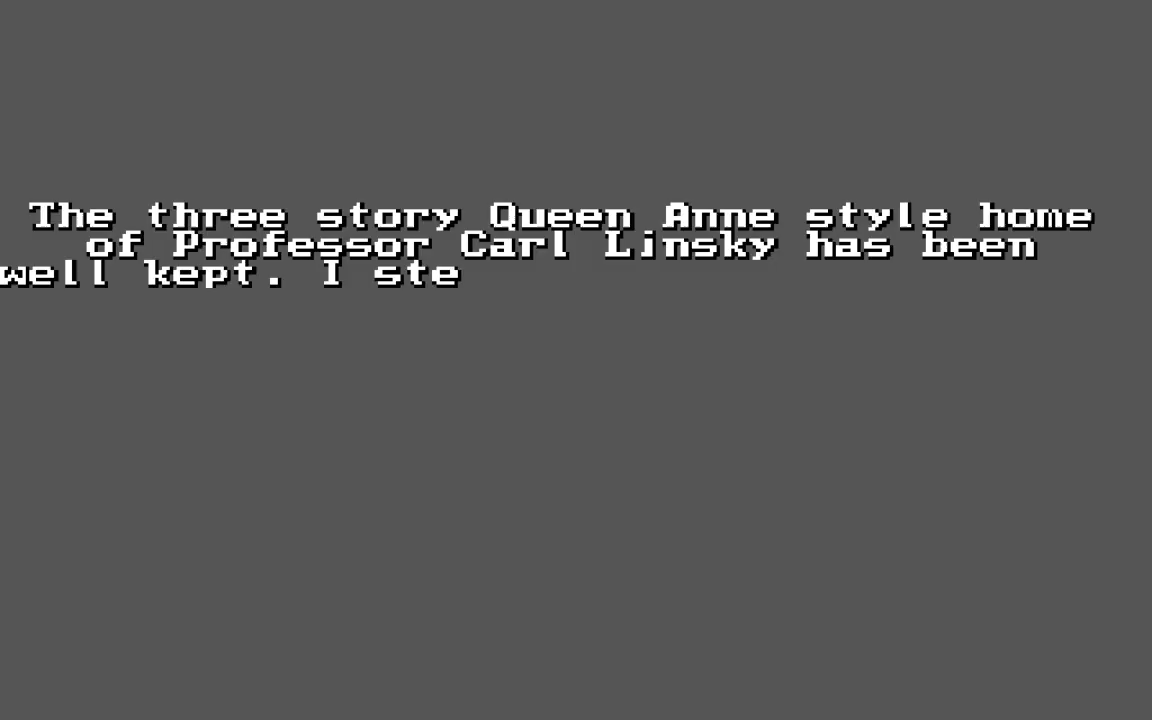 The three story Queen Anne style home
of Professor Carl Linsky has been
well kept. I ste